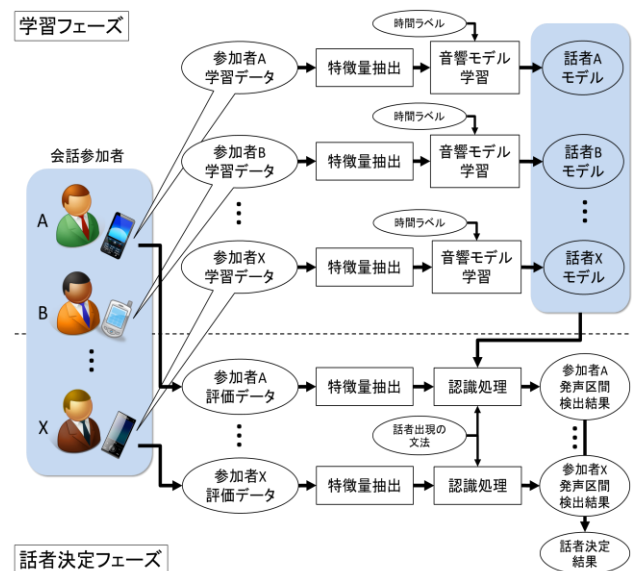 学習フェーズ
時間ラベル
参加者A
学習データ
特徴量抽出
音響モデル
学習
話者A
モデル
時間ラベル
会話参加者
参加者B
学習データ
特徴量抽出
音響モデル
学習
話者B
モデル
A
時間ラベル
参加者X
学習データ
特徴量抽出
音響モデル
学習
話者X
モデル
B
参加者A
評価データ
特徴量抽出
認識処理
参加者A
発声区間
検出結果
X
話者出現の
文法
参加者X
評価データ
特徴量抽出
認識処理
参加者X
発声区間
検出結果
話者決定フェーズ
話者決定
結果